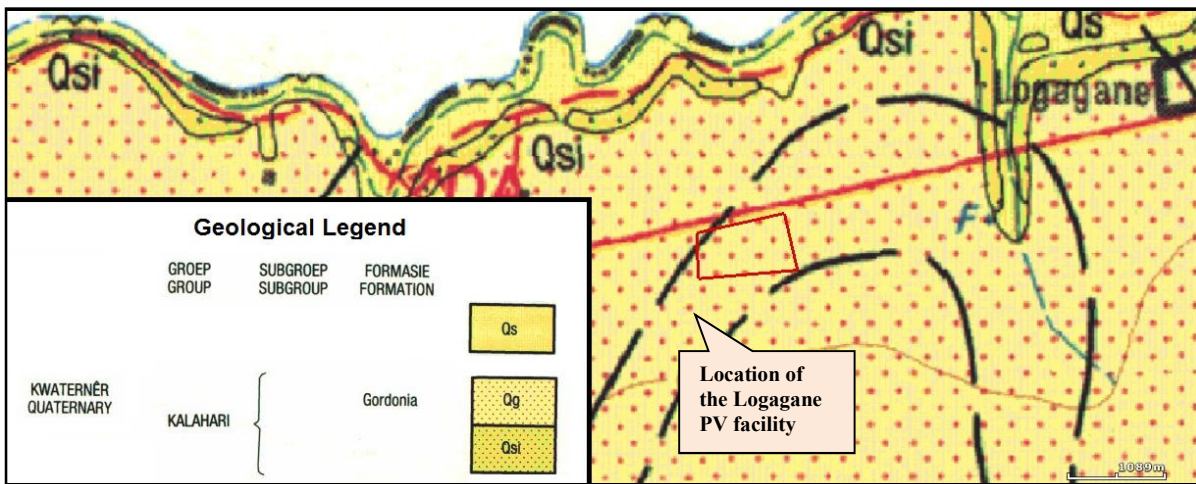 Qsi
Qsi
Qs
Logagane
Qsi
F
Geological Legend
GROEP SUBGROEP FORMASIE
GROUP SUBGROUP FORMATION
Qs
KWATERNÊR
QUATERNARY
KALAHARI
Gordonia
Qg
Qsi
Location of
the Logagane
PV facility
1089m